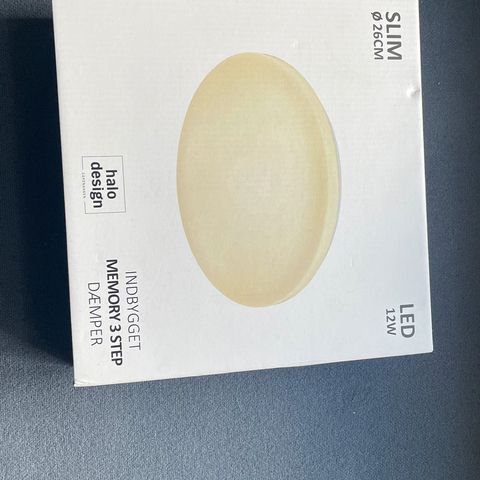 SLIM
Ø 26CM
halo
design
INDBYGGET
MEMORY 3 STEP
DÆMPER
LED
12W